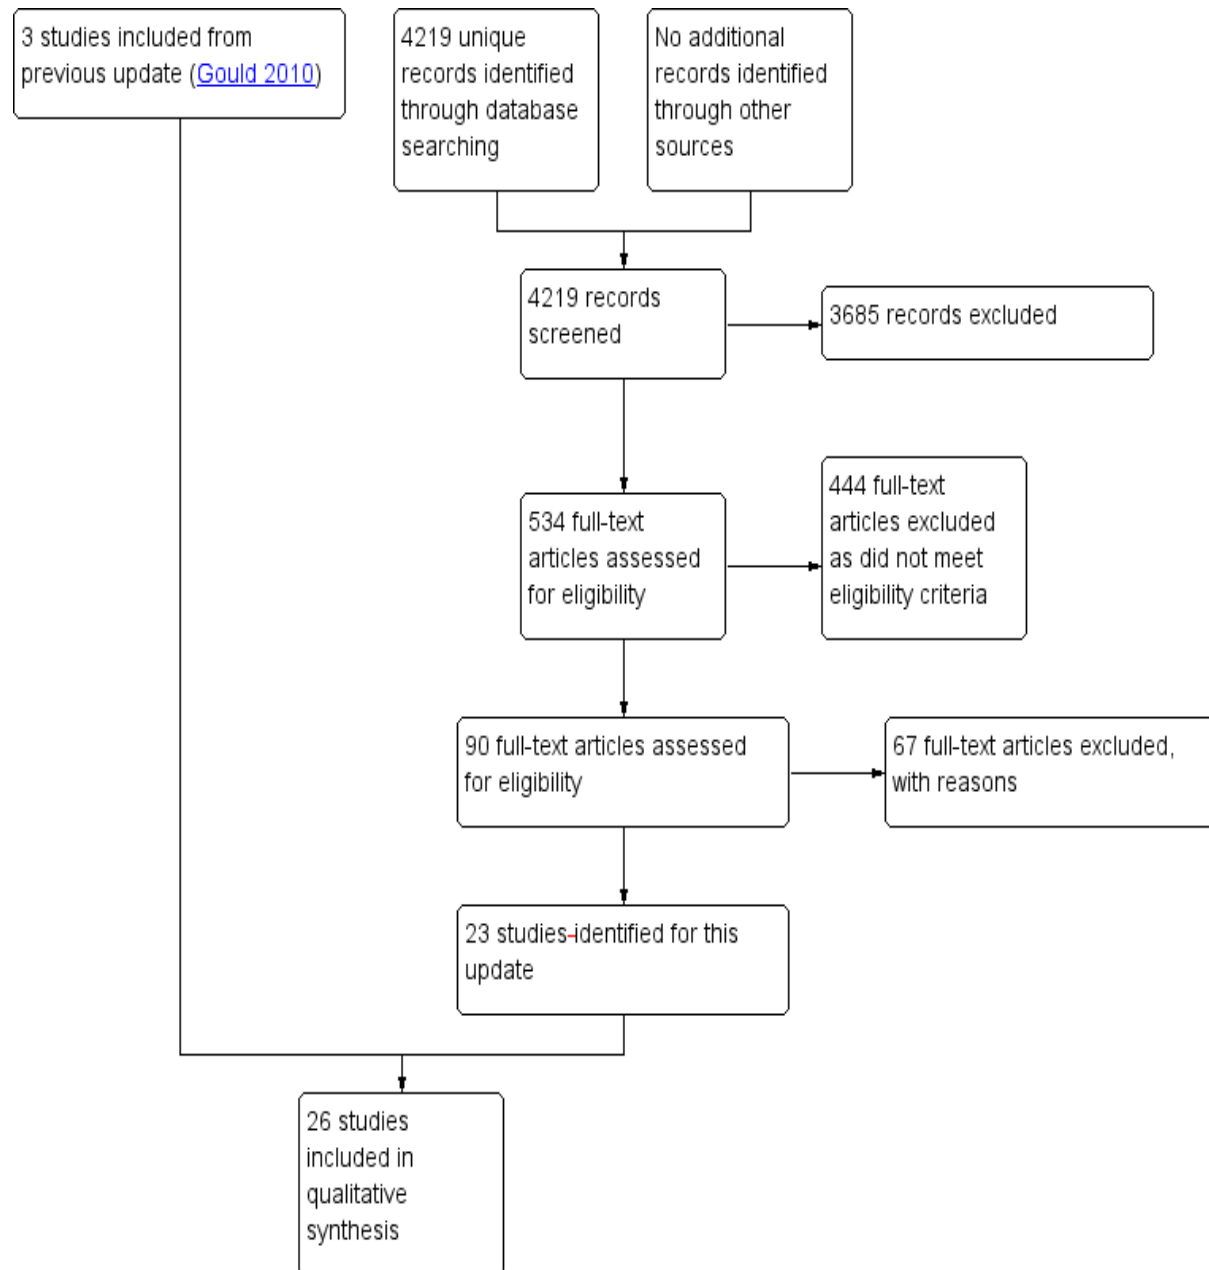 3 studies included from
previous update (Gould 2010)
4219 unique
records identified
through database
searching
No additional
records identified
through other
sources
4219 records
screened
3685 records excluded
534 full-text
articles assessed
for eligibility
444 full-text
articles excluded
as did not meet
eligibility criteria
90 full-text articles assessed
for eligibility
67 full-text articles excluded,
with reasons
23 studies-identified for this
update
26 studies
included in
qualitative
synthesis